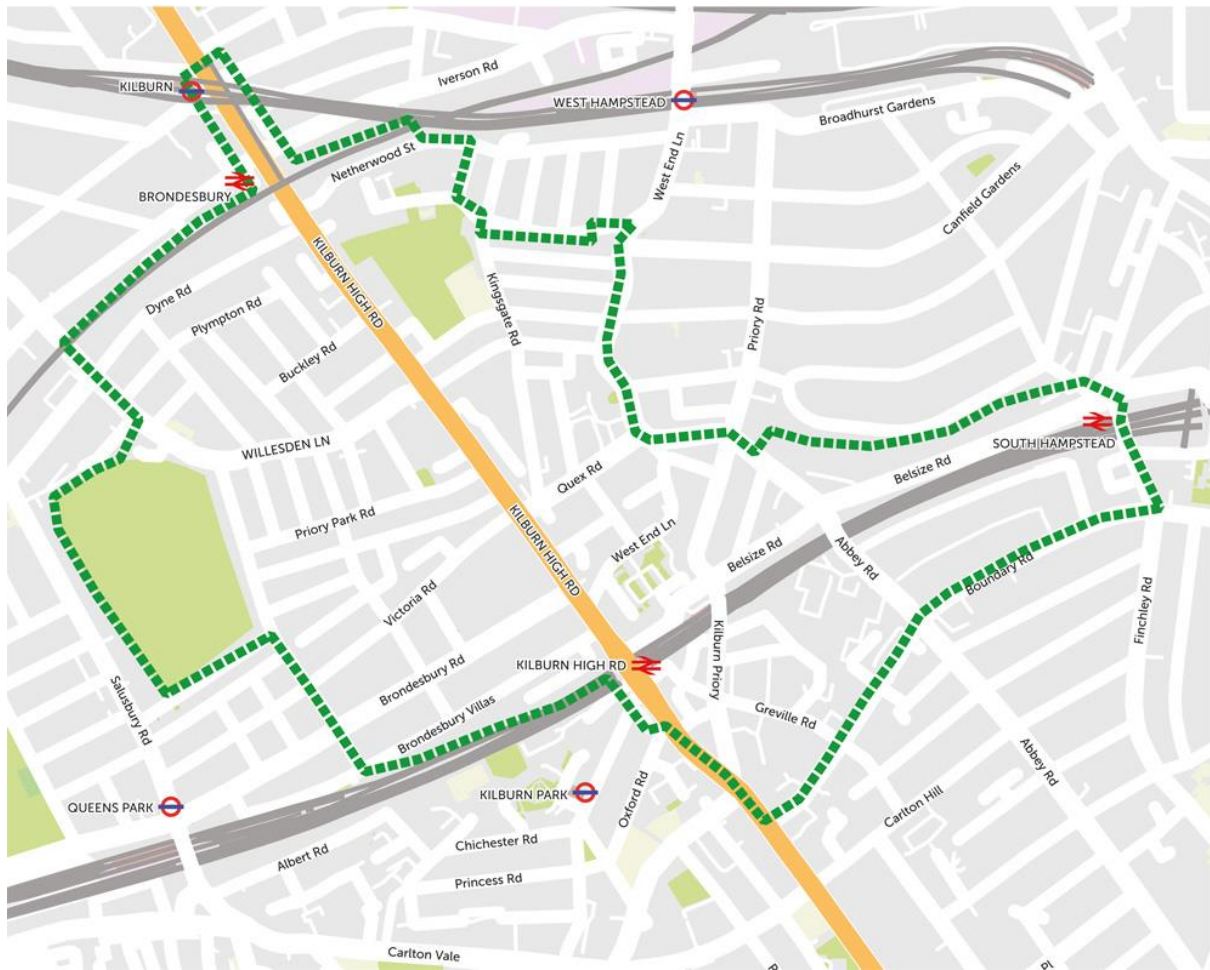 Iverson Rd
KILBURN
WEST HAMPSTEAD
Broadhurst Gardens
Netherwood St
West End Ln
BRONDESBURY
Canfield Gardens
KILBURN HIGH RD
Dyne Rd
Plympton Rd
Kingsgate Rd
Priory Rd
Buckley Rd
SOUTH HAMPSTEAD
WILLESDEN LN
Quex Rd
Belsize Rd
Priory Park Rd
KILBURN HIGH RD
West End Ln
Belsize Rd
Abbey Rd
Boundary Rd
Victoria Rd
Finchley Rd
Kilburn Priory
KILBURN HIGH RD
Brondesbury Rd
Salusbury Rd
Brondesbury Villas
Greville Rd
Abbey Rd
QUEENS PARK
KILBURN PARK
Oxford Rd
Carlton Hill
Chichester Rd
Albert Rd
Princess Rd
Carlton Vale
Pl